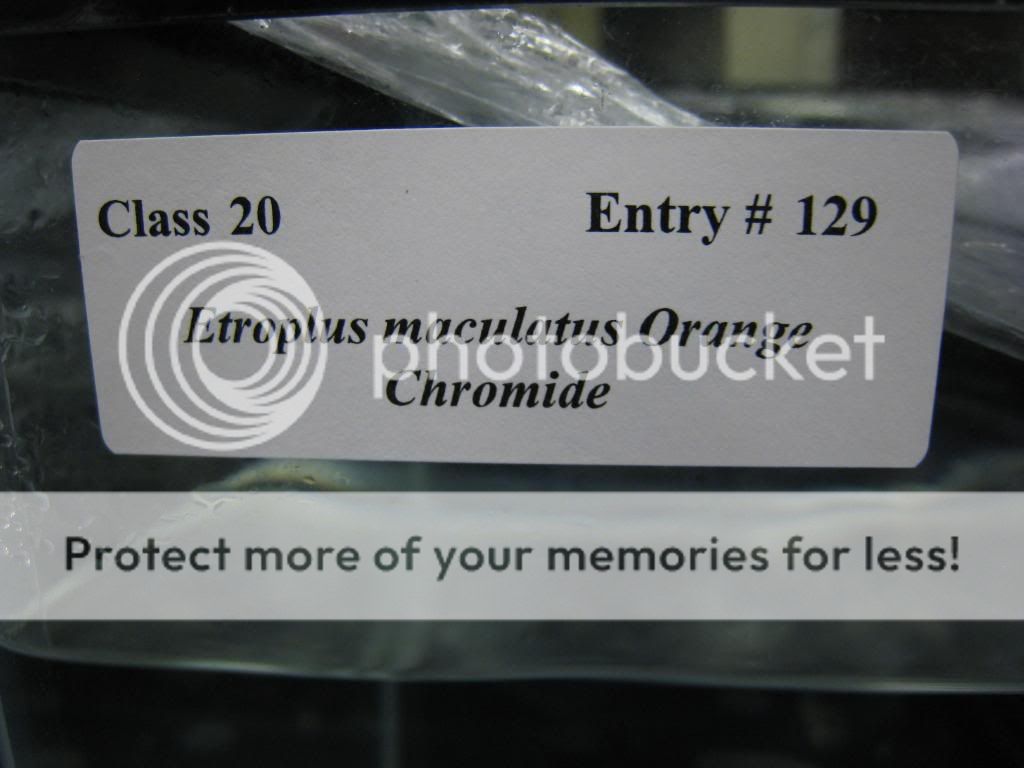 Class 20 Entry # 129
Etroplus maculatus Orange
Chromide
photobucket
Protect more of your memories for less!